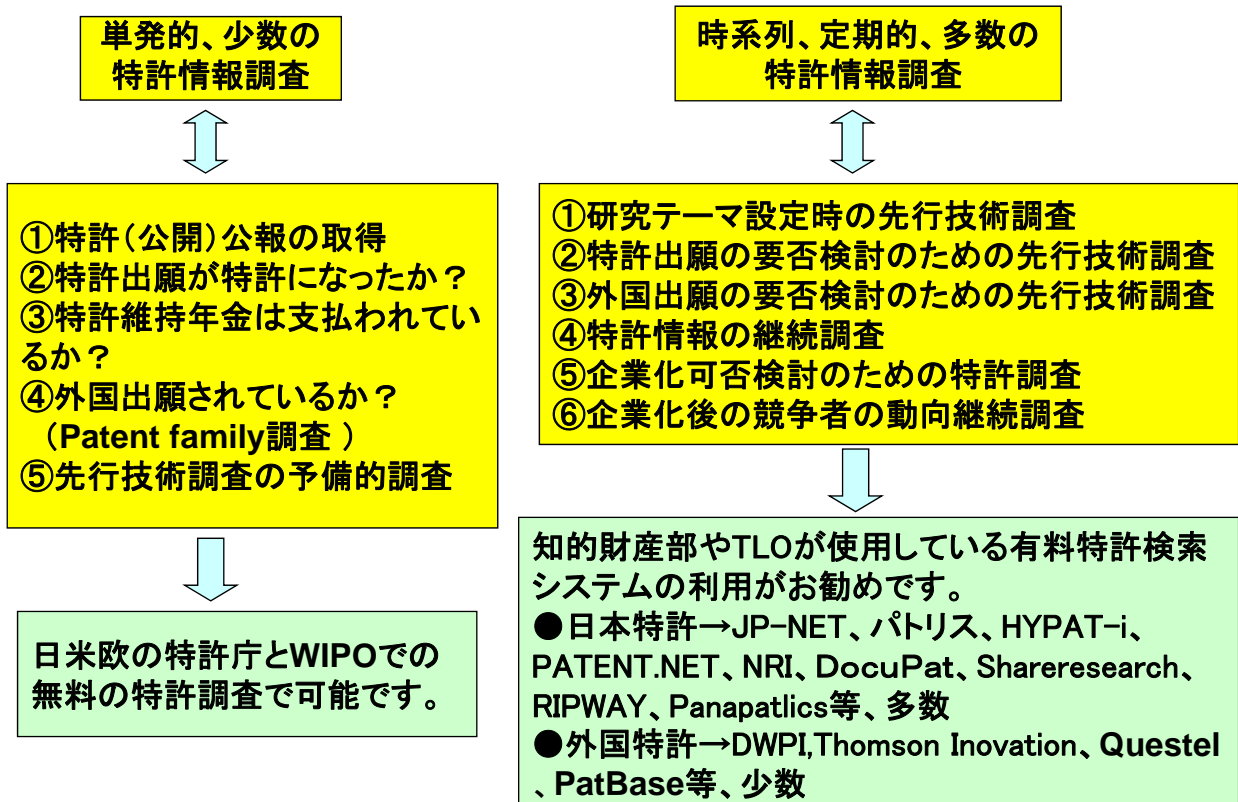 単発的、少数の
特許情報調査
①特許（公開）公報の取得
②特許出願が特許になったか？
③特許維持年金は支払われてい
るか？
④外国出願されているか？
（Patent family調査 ）
⑤先行技術調査の予備的調査
日米欧の特許庁とWIPOでの
無料の特許調査で可能です。
時系列、定期的、多数の
特許情報調査
①研究テーマ設定時の先行技術調査
②特許出願の要否検討のための先行技術調査
③外国出願の要否検討のための先行技術調査
④特許情報の継続調査
⑤企業化可否検討のための特許調査
⑥企業化後の競争者の動向継続調査
知的財産部やTLOが使用している有料特許検索
システムの利用がお勧めです。
●日本特許→JP-NET、パトリス、HYPAT-i、
PATENT.NET、NRI、ＤｏｃｕＰａｔ、Shareresearch、
RIPWAY、Panapatlics等、多数
●外国特許→DWPI,Thomson Inovation、Questel
、PatBase等、少数